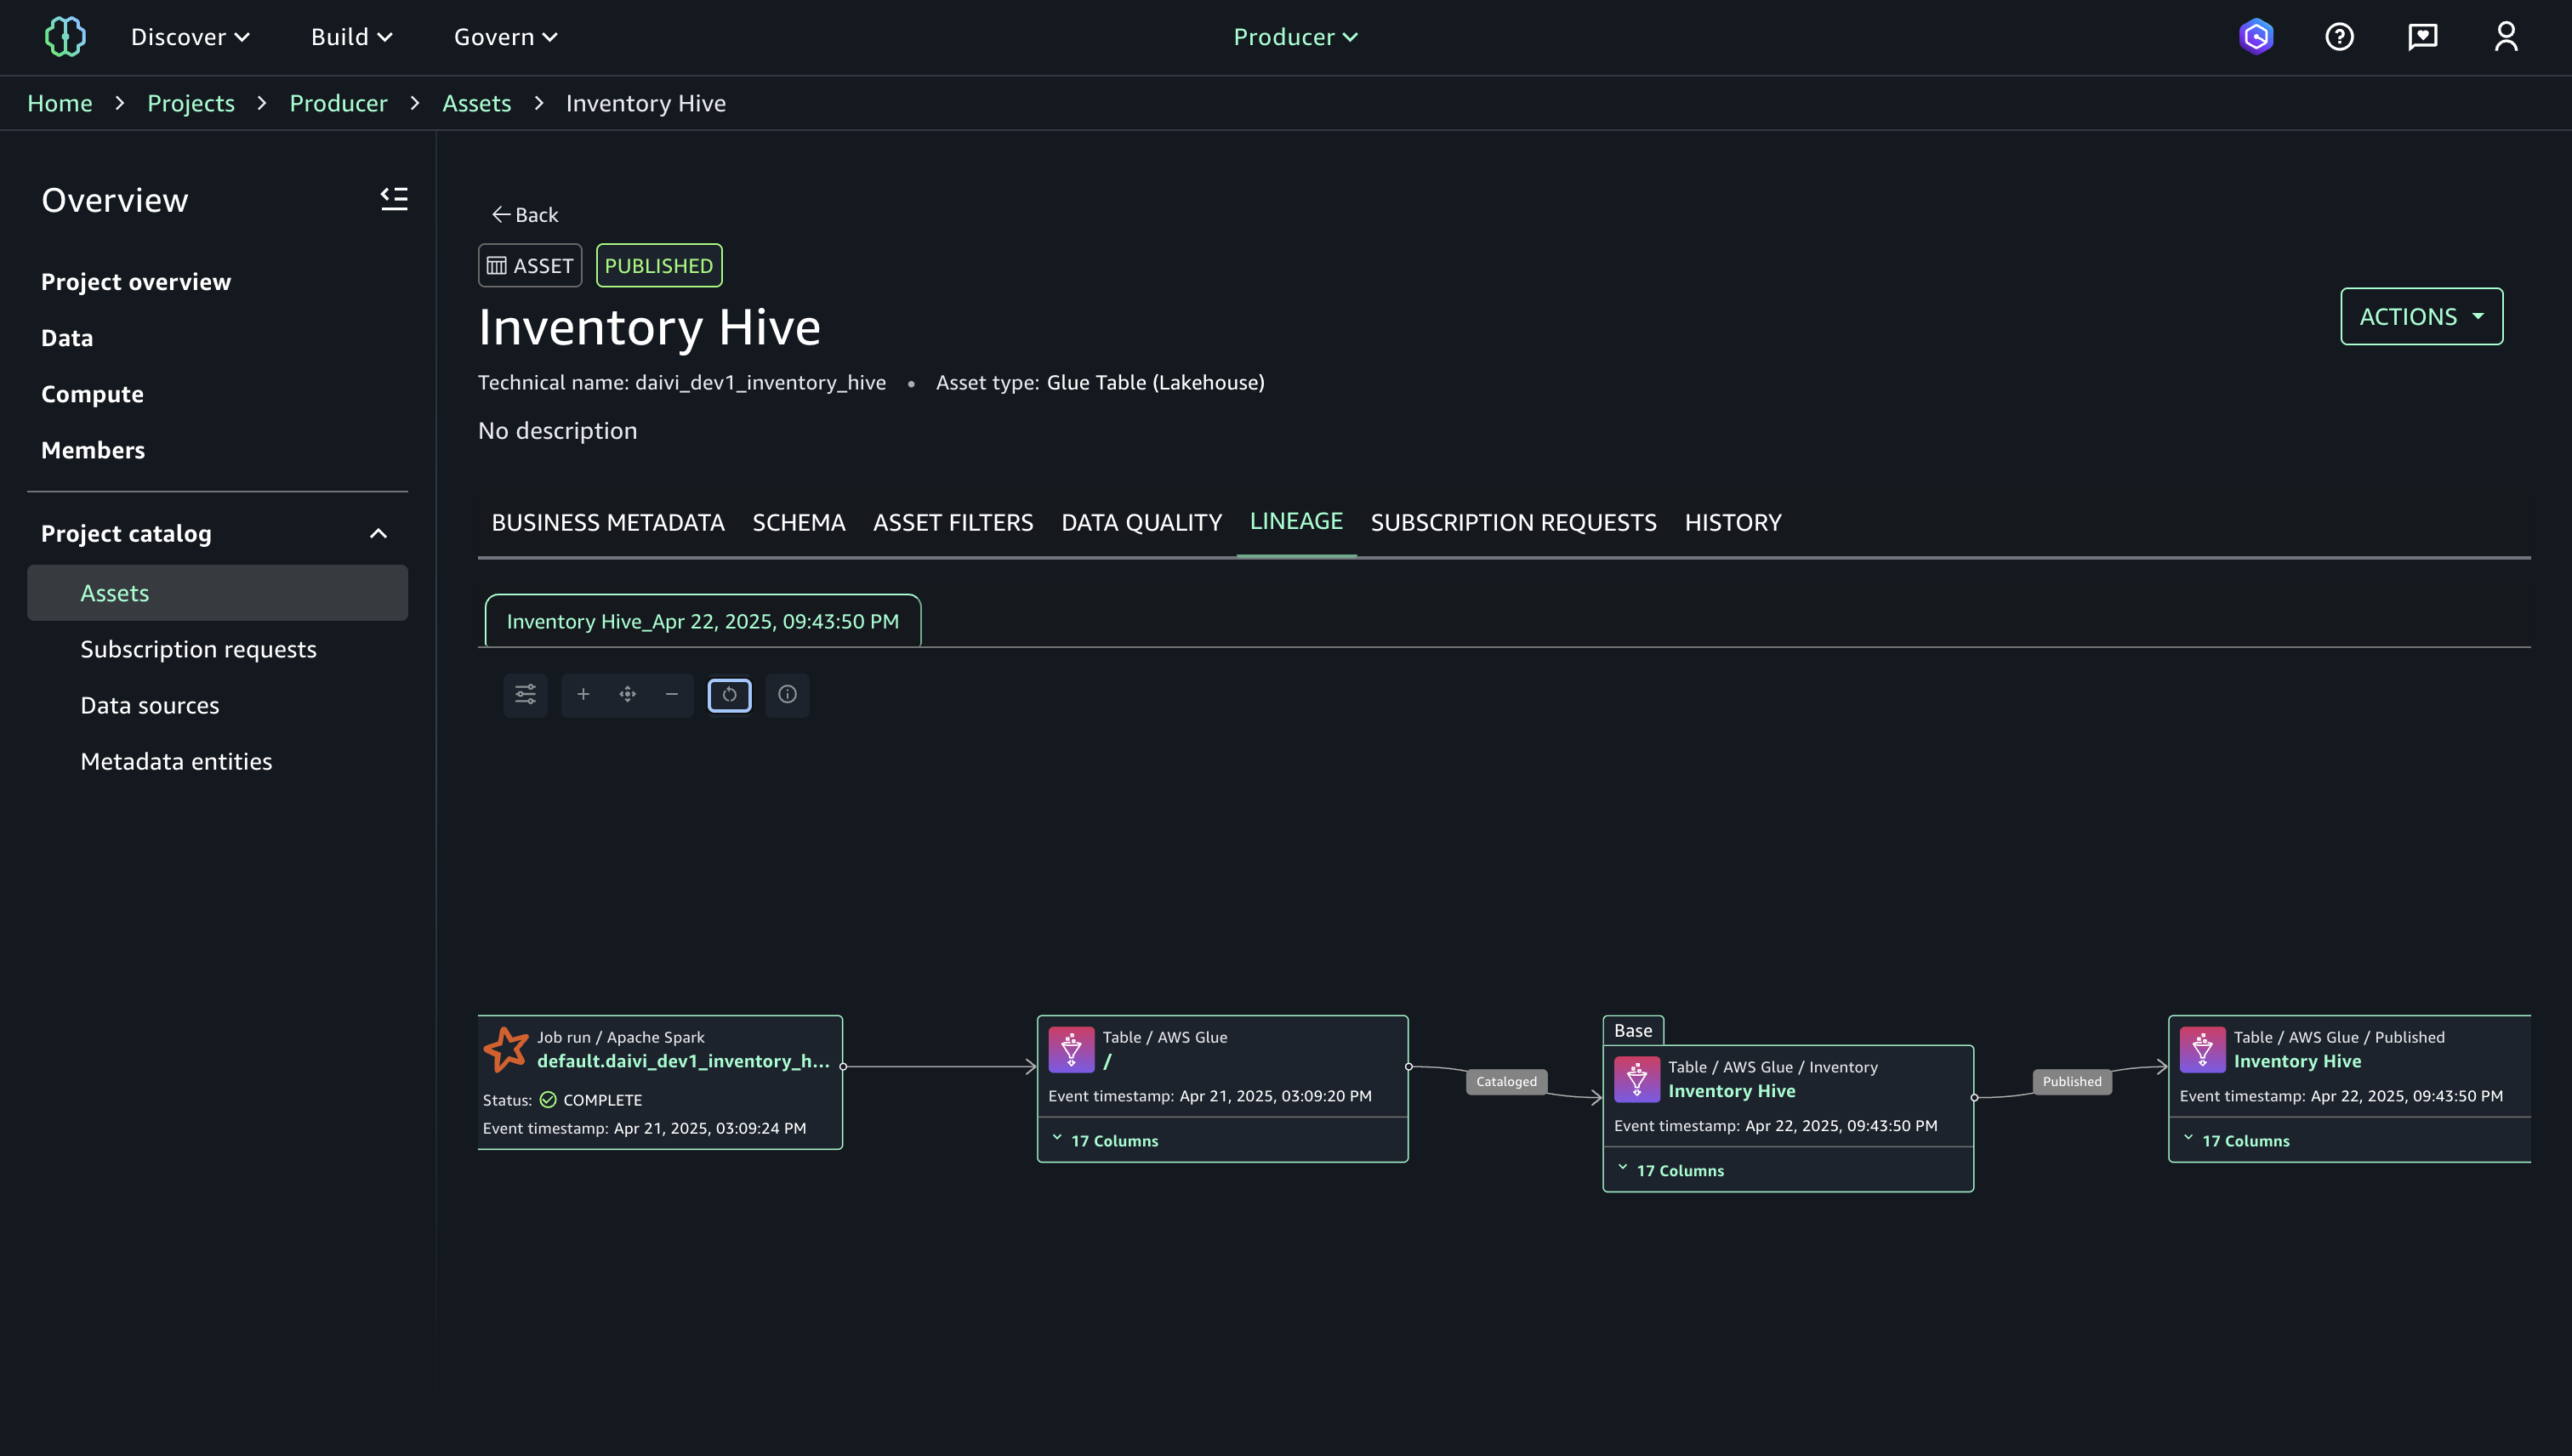 Discover Build Govern Producer
Home > Projects > Producer > Assets > Inventory Hive
Overview
Project overview
Data
Compute
Members
Project catalog
Assets
Subscription requests
Data sources
Metadata entities
Back
ASSET PUBLISHED
Inventory Hive
ACTIONS
Technical name: daivi_dev1_inventory_hive • Asset type: Glue Table (Lakehouse)
No description
BUSINESS METADATA SCHEMA ASSET FILTERS DATA QUALITY LINEAGE SUBSCRIPTION REQUESTS HISTORY
Inventory Hive_Apr 22, 2025, 09:43:50 PM
Job run / Apache Spark
default.daivi_dev1_inventory_h...
Status: COMPLETE
Event timestamp: Apr 21, 2025, 03:09:24 PM
Table / AWS Glue
/
Event timestamp: Apr 21, 2025, 03:09:20 PM
17 Columns
Cataloged
Base
Table / AWS Glue / Inventory
Inventory Hive
Event timestamp: Apr 22, 2025, 09:43:50 PM
17 Columns
Published
Table / AWS Glue / Published
Inventory Hive
Event timestamp: Apr 22, 2025, 09:43:50 PM
17 Columns